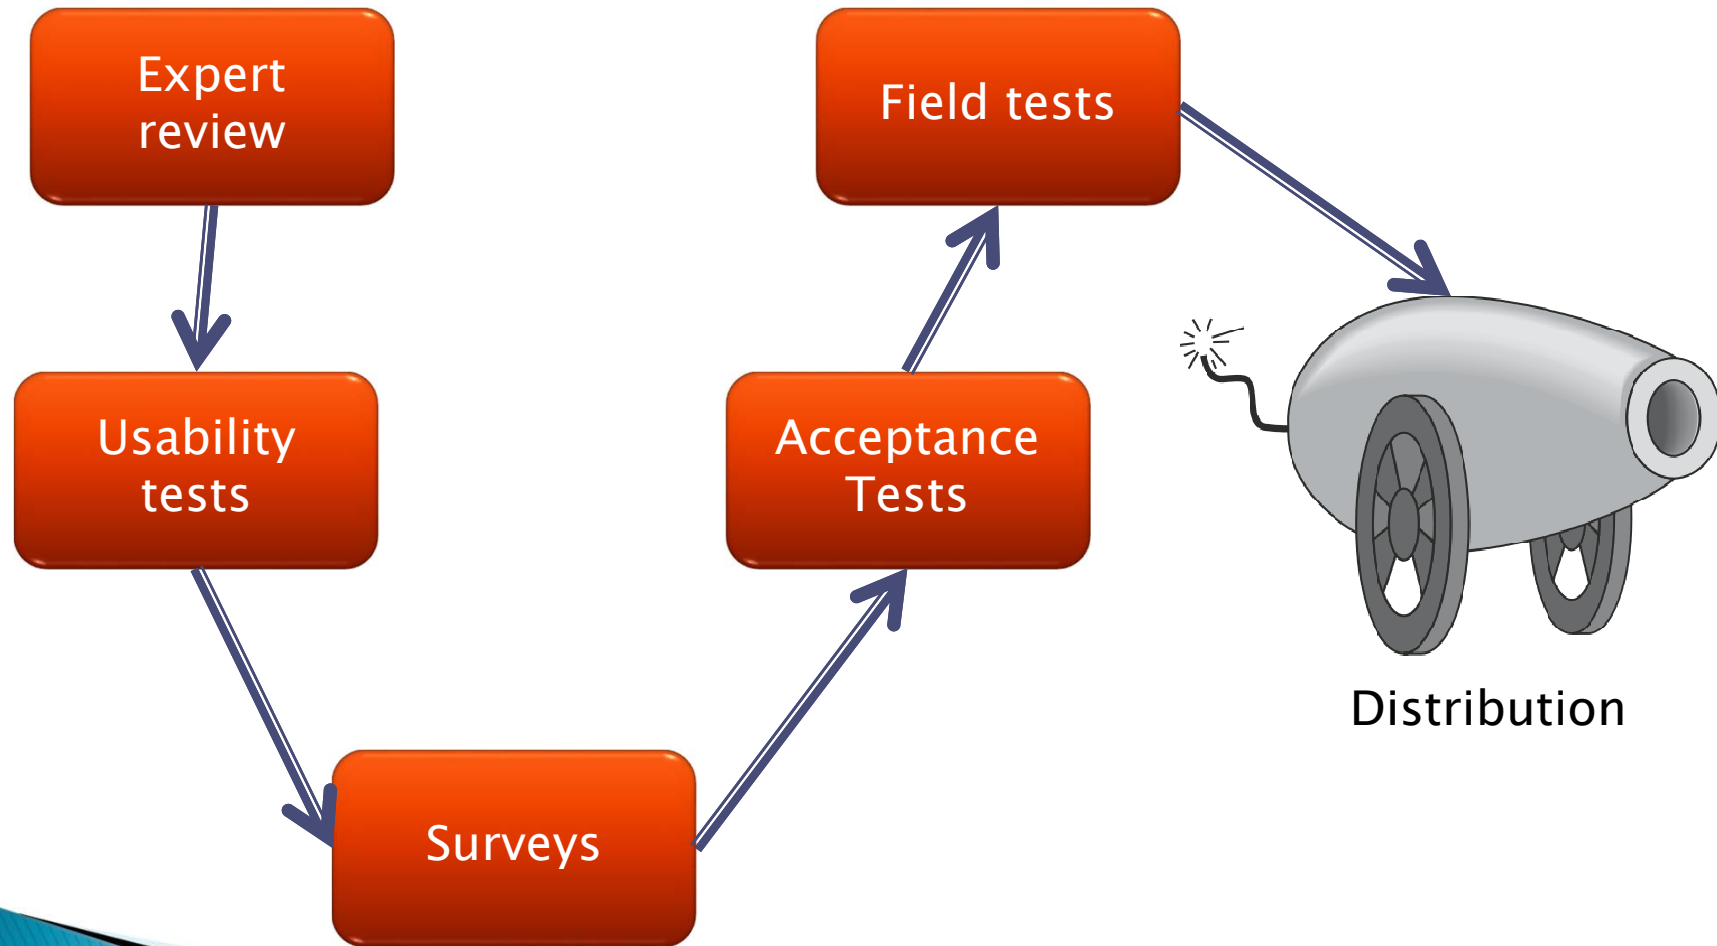 Expert
review
Usability
tests
Surveys
Acceptance
Tests
Field tests
Distribution